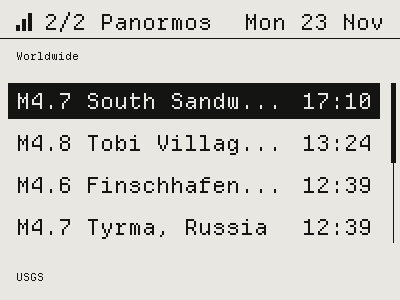 2/2 Panormos Mon 23 Nov
Worldwide
M4.7 South Sandw... 17:10
M4.8 Tobi Villag... 13:24
M4.6 Finschhafen... 12:39
M4.7 Tyrma, Russia 12:39
USGS